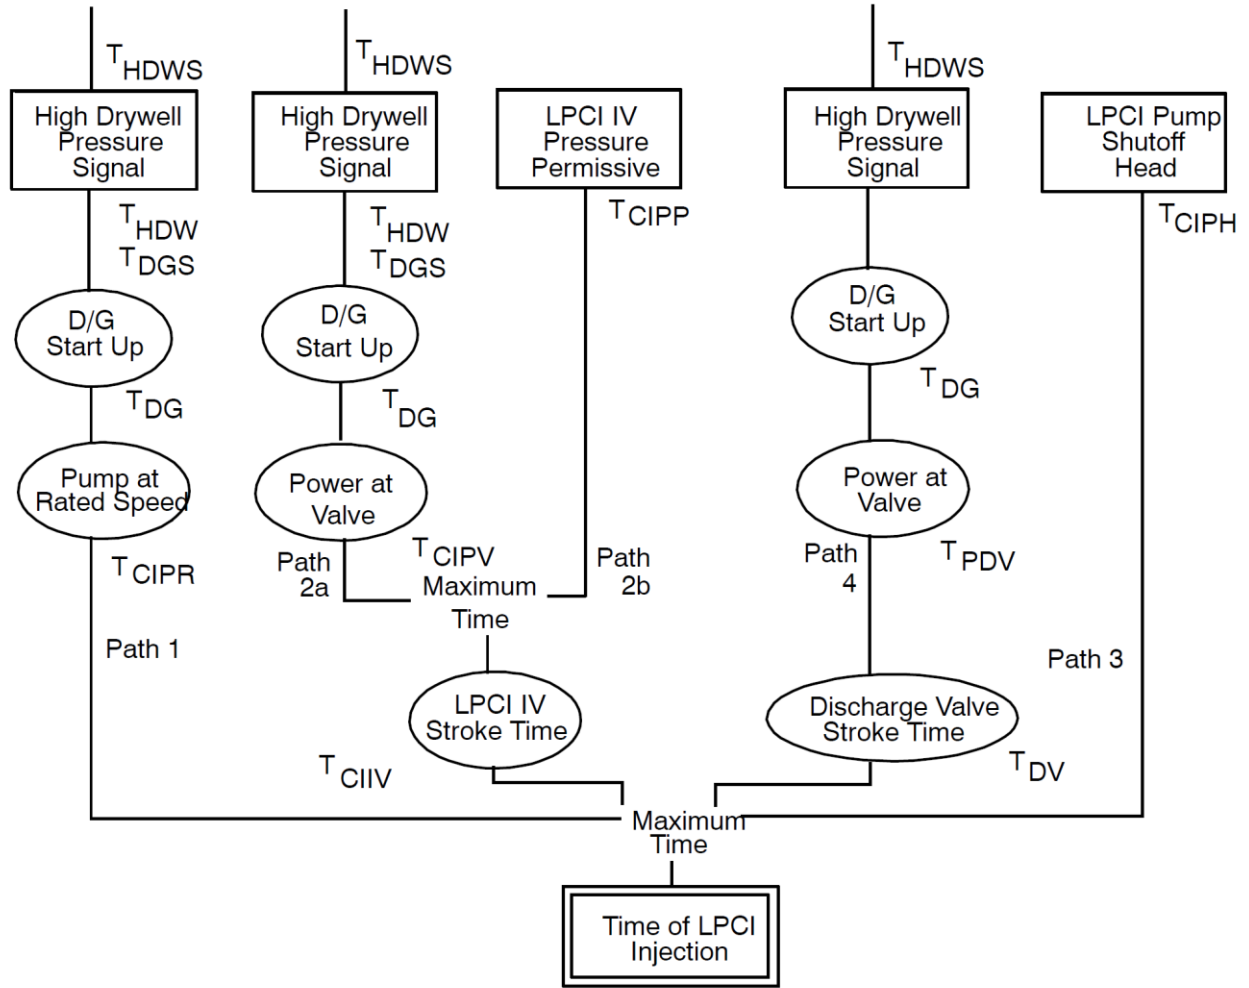 T HDWS
T HDWS
T HDWS
High Drywell
Pressure
Signal
High Drywell
Pressure
Signal
LPCI IV
Pressure
Permissive
High Drywell
Pressure
Signal
LPCI Pump
Shutoff
Head
T HDW
T DGS
T HDW
T DGS
T CIPP
T CIPH
D/G
Start Up
D/G
Start Up
D/G
Start Up
T DG
T DG
T DG
Pump at
Rated Speed
Power at
Valve
Power at
Valve
T CIPR
Path
2a
T CIPV
Maximum
Time
Path
2b
Path
4
T PDV
Path 1
Path 3
LPCI IV
Stroke Time
Discharge Valve
Stroke Time
T CIIV
T DV
Maximum
Time
Time of LPCI
Injection